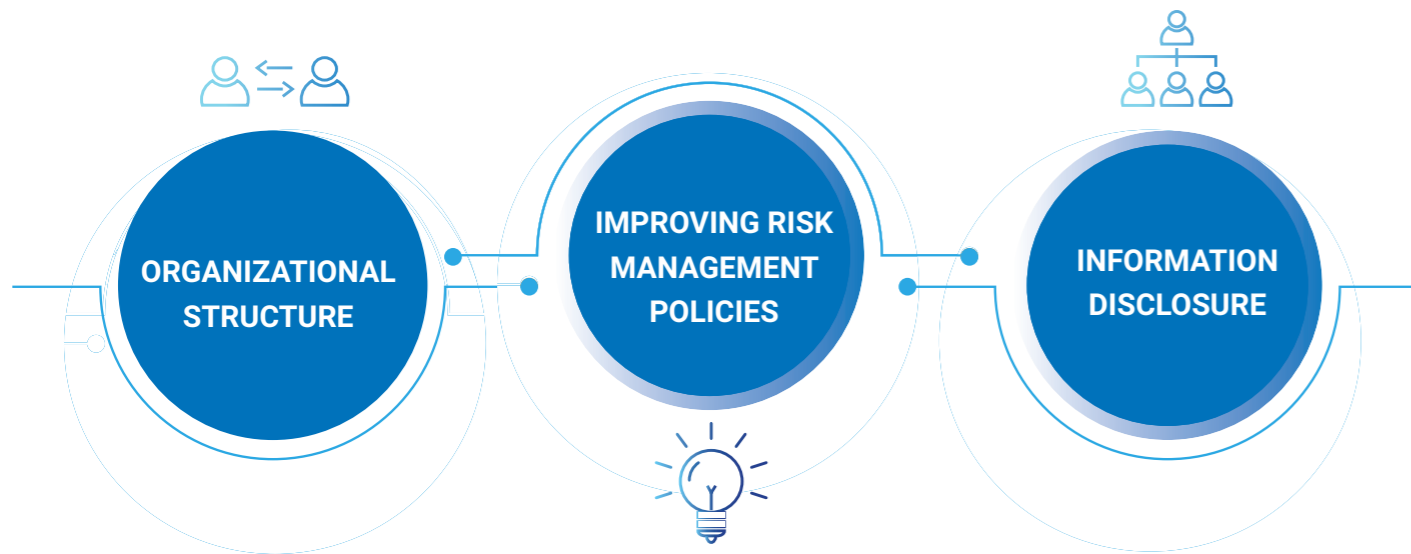 ORGANIZATIONAL
STRUCTURE
IMPROVING RISK
MANAGEMENT
POLICIES
INFORMATION
DISCLOSURE